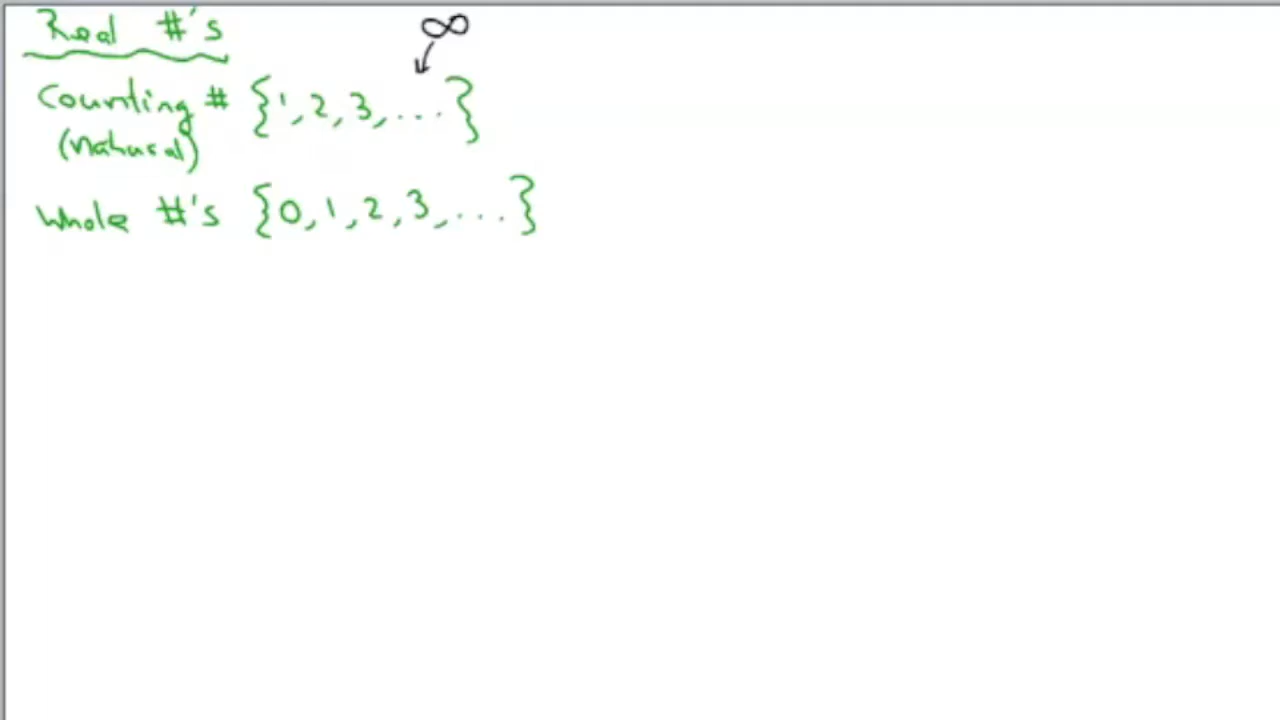 Real #'s
∞
Counting # {1, 2, 3, ...}
(natural)
Whole #'s {0, 1, 2, 3, ...}